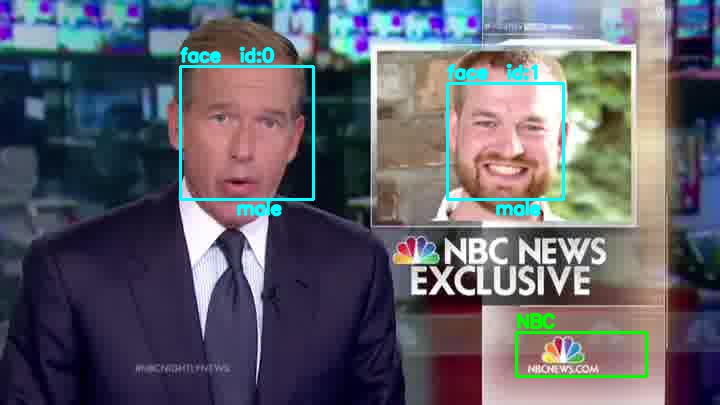 face id:0
face id:1
male
male
NBC NEWS
EXCLUSIVE
NBC
NBCNEWS.COM
#NBCNIGHTLYNEWS